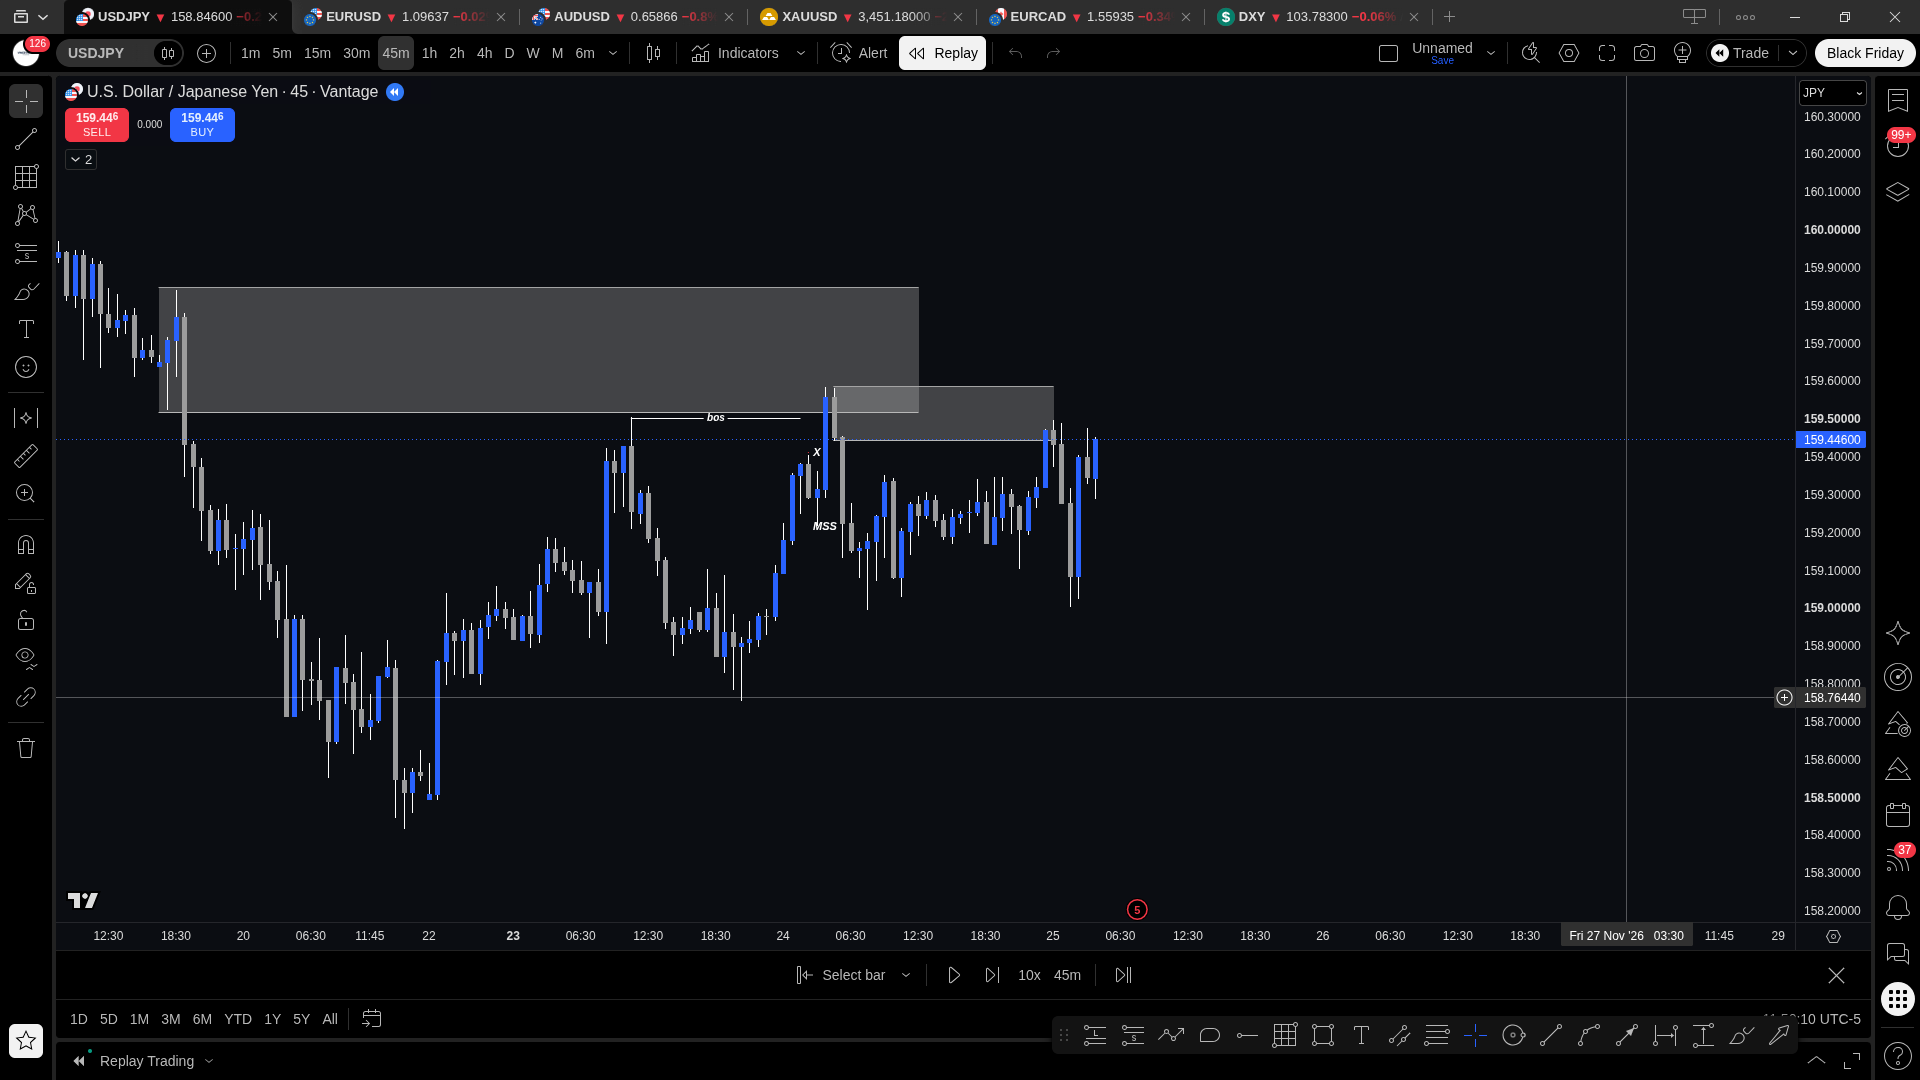 USDJPY 158.84600 −0.2
EURUSD 1.09637 −0.02
AUDUSD 0.65866 −0.8
XAUUSD 3,451.18000
EURCAD 1.55935 −0.34
DXY 103.78300 −0.06%
126
USDJPY
1m 5m 15m 30m 45m 1h 2h 4h D W M 6m
Indicators
Alert
Replay
Unnamed
Save
Trade
Black Friday
U.S. Dollar / Japanese Yen · 45 · Vantage
159.446
SELL
0.000
159.446
BUY
2
JPY
99+
160.30000
160.20000
160.10000
160.00000
159.90000
159.80000
159.70000
159.60000
159.50000
159.44600
159.40000
159.30000
159.20000
159.10000
159.00000
158.90000
158.80000
158.76440
158.70000
158.60000
158.50000
158.40000
158.30000
158.20000
bos
X
MSS
37
5
12:30 18:30 20 06:30 11:45 22 23 06:30 12:30 18:30 24 06:30 12:30 18:30 25 06:30 12:30 18:30 26 06:30 12:30 18:30 Fri 27 Nov '26 03:30 11:45 29
Select bar
10x 45m
1D 5D 1M 3M 6M YTD 1Y 5Y All
:10 UTC-5
Replay Trading